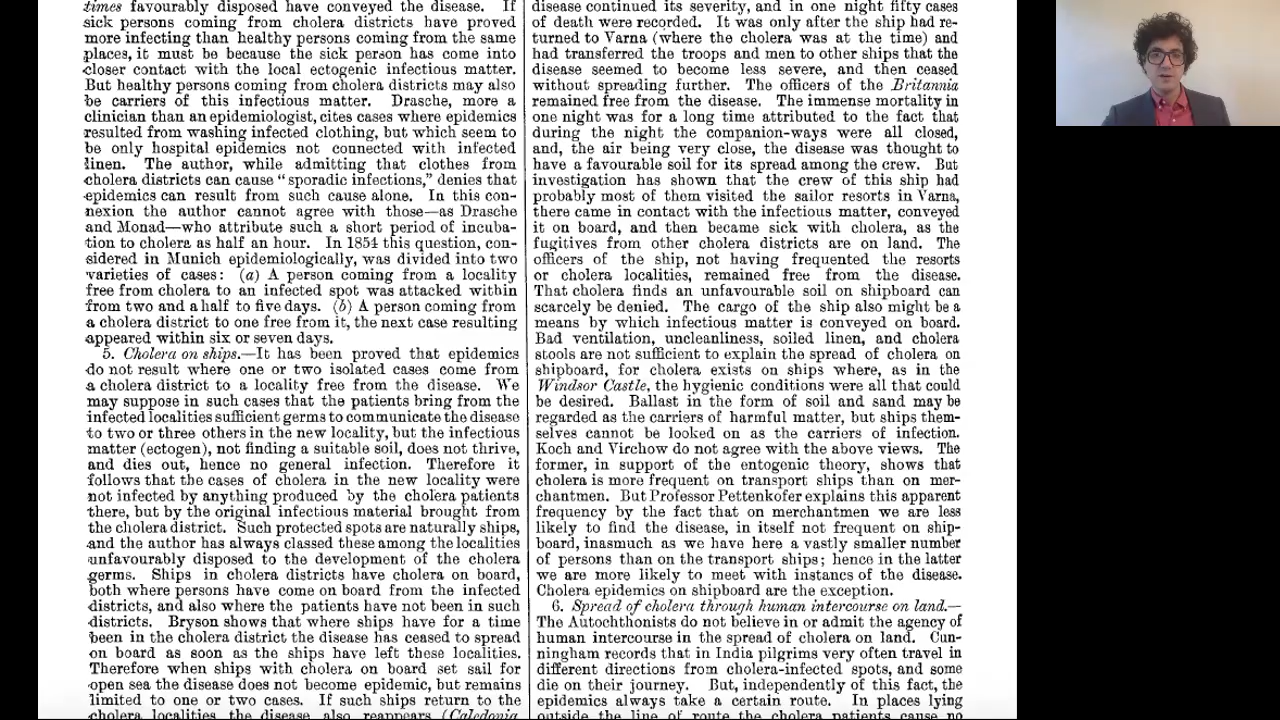 times favourably disposed have conveyed the disease. If
sick persons coming from cholera districts have proved
more infecting than healthy persons coming from the same
places, it must be because the sick person has come into
closer contact with the local ectogenic infectious matter.
But healthy persons coming from cholera districts may also
be carriers of this infectious matter. Drasche, more a
clinician than an epidemiologist, cites cases where epidemics
resulted from washing infected clothing, but which seem to
be only hospital epidemics not connected with infected
linen. The author, while admitting that clothes from
cholera districts can cause “sporadic infections,” denies that
epidemics can result from such cause alone. In this con-
nexion the author cannot agree with those—as Drasche
and Monad—who attribute such a short period of incuba-
tion to cholera as half an hour. In 1854 this question, con-
sidered in Munich epidemiologically, was divided into two
varieties of cases: (a) A person coming from a locality
free from cholera to an infected spot was attacked within
from two and a half to five days. (b) A person coming from
a cholera district to one free from it, the next case resulting
appeared within six or seven days.
5. Cholera on ships.—It has been proved that epidemics
do not result where one or two isolated cases come from
a cholera district to a locality free from the disease. We
may suppose in such cases that the patients bring from the
infected localities sufficient germs to communicate the disease
to two or three others in the new locality, but the infectious
matter (ectogen), not finding a suitable soil, does not thrive,
and dies out, hence no general infection. Therefore it
follows that the cases of cholera in the new locality were
not infected by anything produced by the cholera patients
there, but by the original infectious material brought from
the cholera district. Such protected spots are naturally ships,
and the author has always classed these among the localities
unfavourably disposed to the development of the cholera
germs. Ships in cholera districts have cholera on board,
both where persons have come on board from the infected
districts, and also where the patients have not been in such
districts. Bryson shows that where ships have for a time
been in the cholera district the disease has ceased to spread
on board as soon as the ships have left these localities.
Therefore when ships with cholera on board set sail for
open sea the disease does not become epidemic, but remains
limited to one or two cases. If such ships return to the
cholera localities the disease also reappears (Caledonia,
disease continued its severity, and in one night fifty cases
of death were recorded. It was only after the ship had re-
turned to Varna (where the cholera was at the time) and
had transferred the troops and men to other ships that the
disease seemed to become less severe, and then ceased
without spreading further. The officers of the Britannia
remained free from the disease. The immense mortality in
one night was for a long time attributed to the fact that
during the night the companion-ways were all closed,
and, the air being very close, the disease was thought to
have a favourable soil for its spread among the crew. But
investigation has shown that the crew of this ship had
probably most of them visited the sailor resorts in Varna,
there came in contact with the infectious matter, conveyed
it on board, and then became sick with cholera, as the
fugitives from other cholera districts are on land. The
officers of the ship, not having frequented the resorts
or cholera localities, remained free from the disease.
That cholera finds an unfavourable soil on shipboard can
scarcely be denied. The cargo of the ship also might be a
means by which infectious matter is conveyed on board.
Bad ventilation, uncleanliness, soiled linen, and cholera
stools are not sufficient to explain the spread of cholera on
shipboard, for cholera exists on ships where, as in the
Windsor Castle, the hygienic conditions were all that could
be desired. Ballast in the form of soil and sand may be
regarded as the carriers of harmful matter, but ships them-
selves cannot be looked on as the carriers of infection.
Koch and Virchow do not agree with the above views. The
former, in support of the entogenic theory, shows that
cholera is more frequent on transport ships than on mer-
chantmen. But Professor Pettenkofer explains this apparent
frequency by the fact that on merchantmen we are less
likely to find the disease, in itself not frequent on ship-
board, inasmuch as we have here a vastly smaller number
of persons than on the transport ships; hence in the latter
we are more likely to meet with instancs of the disease.
Cholera epidemics on shipboard are the exception.
6. Spread of cholera through human intercourse on land.—
The Autochthonists do not believe in or admit the agency of
human intercourse in the spread of cholera on land. Cun-
ningham records that in India pilgrims very often travel in
different directions from cholera-infected spots, and some
die on their journey. But, independently of this fact, the
epidemics always take a certain route. In places lying
outside the line of route the cholera patients cause no